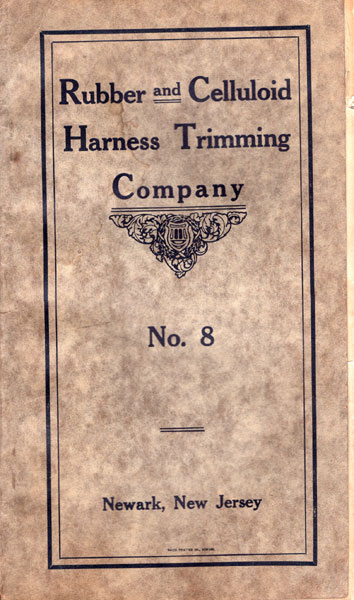 Rubber and Celluloid
Harness Trimming
Company
No. 8
Newark, New Jersey